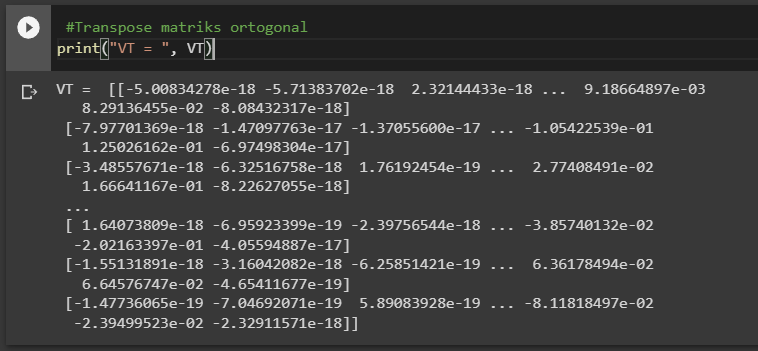 #Transpose matriks ortogonal
print("VT = ", VT)
VT =  [[-5.00834278e-18 -5.71383702e-18  2.32144433e-18 ...  9.18664897e-03
8.29136455e-02 -8.08432317e-18]
[-7.97701369e-18 -1.47097763e-17 -1.37055600e-17 ... -1.05422539e-01
1.25026162e-01 -6.97498304e-17]
[-3.48557671e-18 -6.32516758e-18  1.76192454e-19 ...  2.77408491e-02
1.66641167e-01 -8.22627055e-18]
...
[ 1.64073809e-18 -6.95923399e-19 -2.39756544e-18 ... -3.85740132e-02
-2.02163397e-01 -4.05594887e-17]
[-1.55131891e-18 -3.16042082e-18 -6.25851421e-19 ...  6.36178494e-02
6.64576747e-02 -4.65411677e-19]
[-1.47736065e-19 -7.04692071e-19  5.89083928e-19 ... -8.11818497e-02
-2.39499523e-02 -2.32911571e-18]]